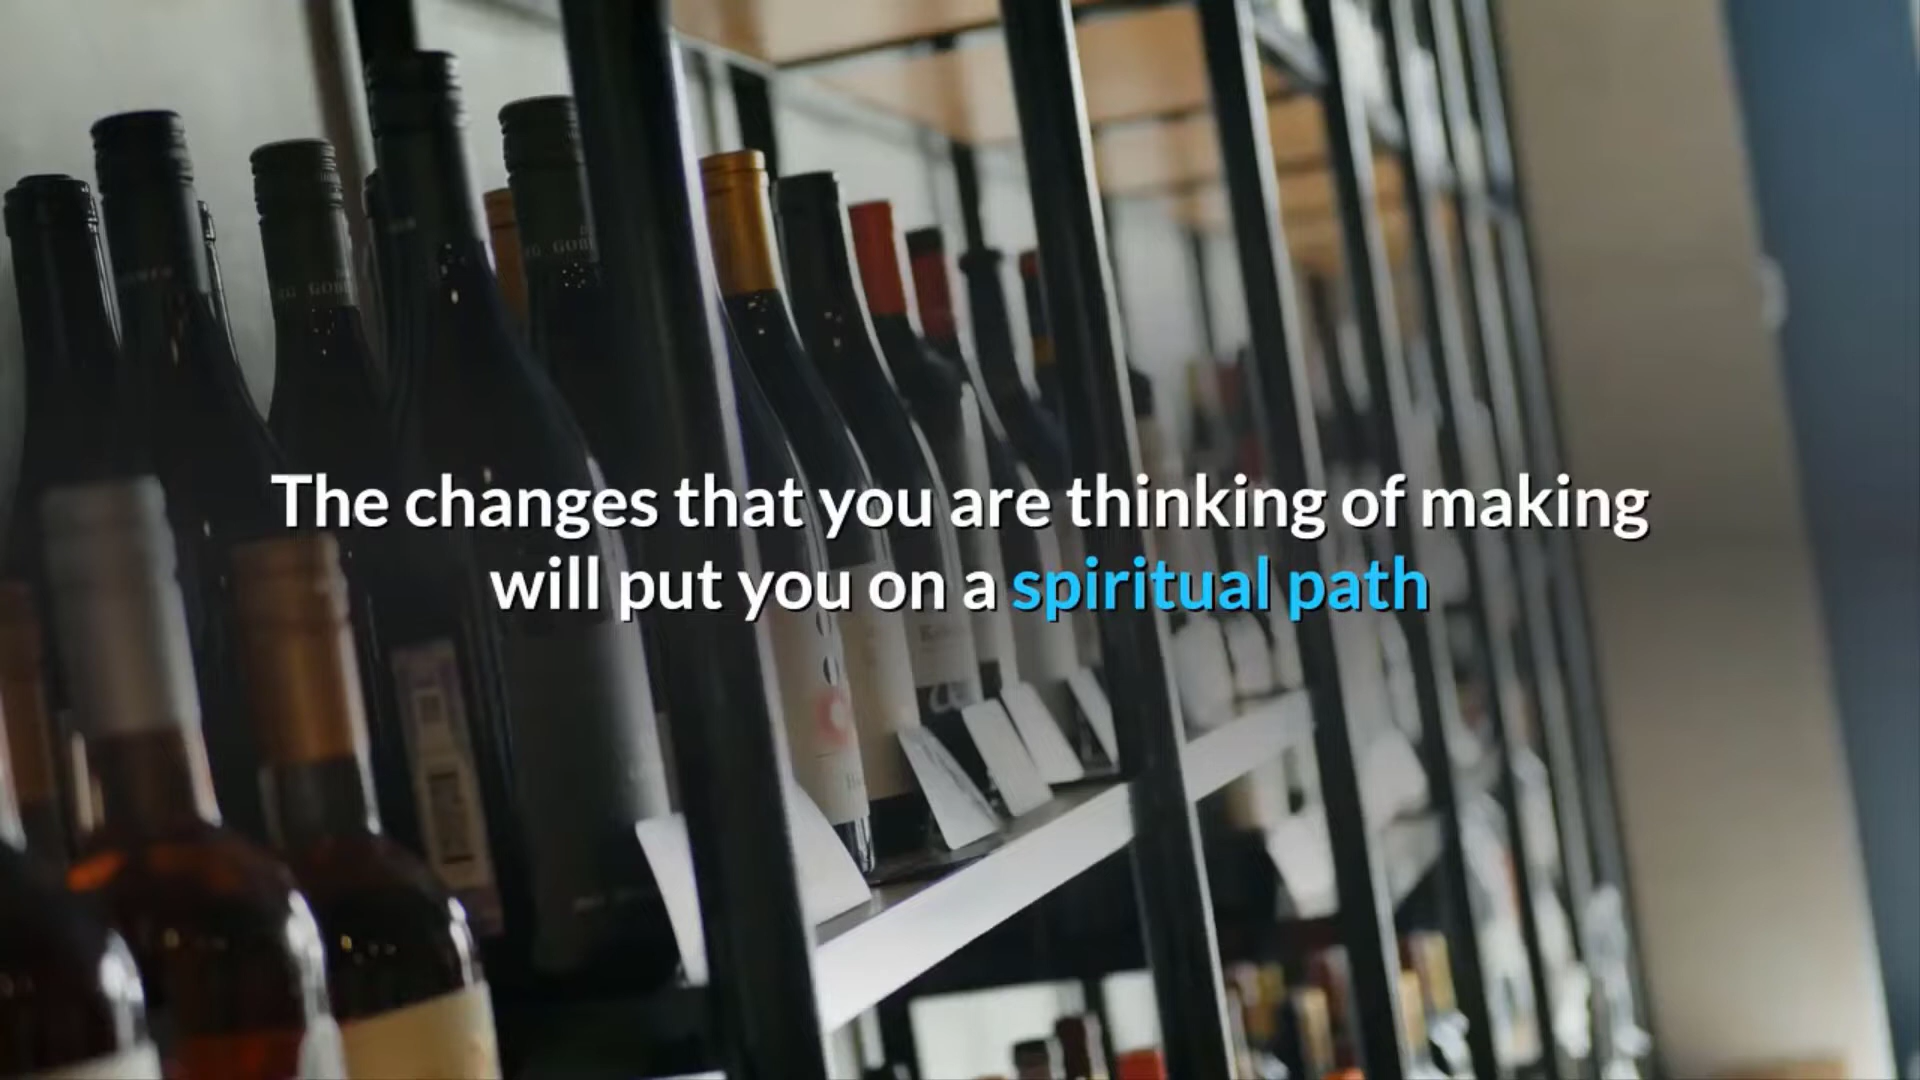 The changes that you are thinking of making
will put you on a spiritual path